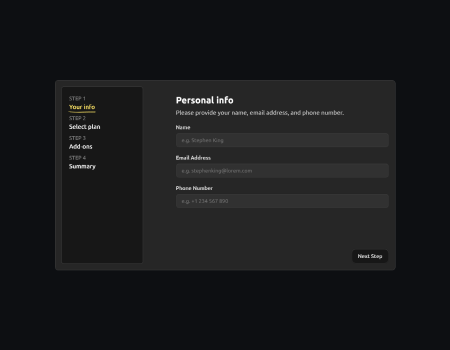 STEP 1
Your info
STEP 2
Select plan
STEP 3
Add-ons
STEP 4
Summary
Personal info
Please provide your name, email address, and phone number.
Name
e.g. Stephen King
Email Address
e.g. stephenking@lorem.com
Phone Number
e.g. +1 234 567 890
Next Step